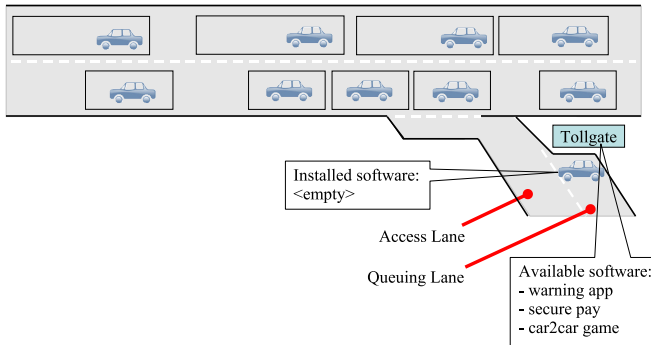 Tollgate
Installed software:
<empty>
Access Lane
Queuing Lane
Available software:
- warning app
- secure pay
- car2car game